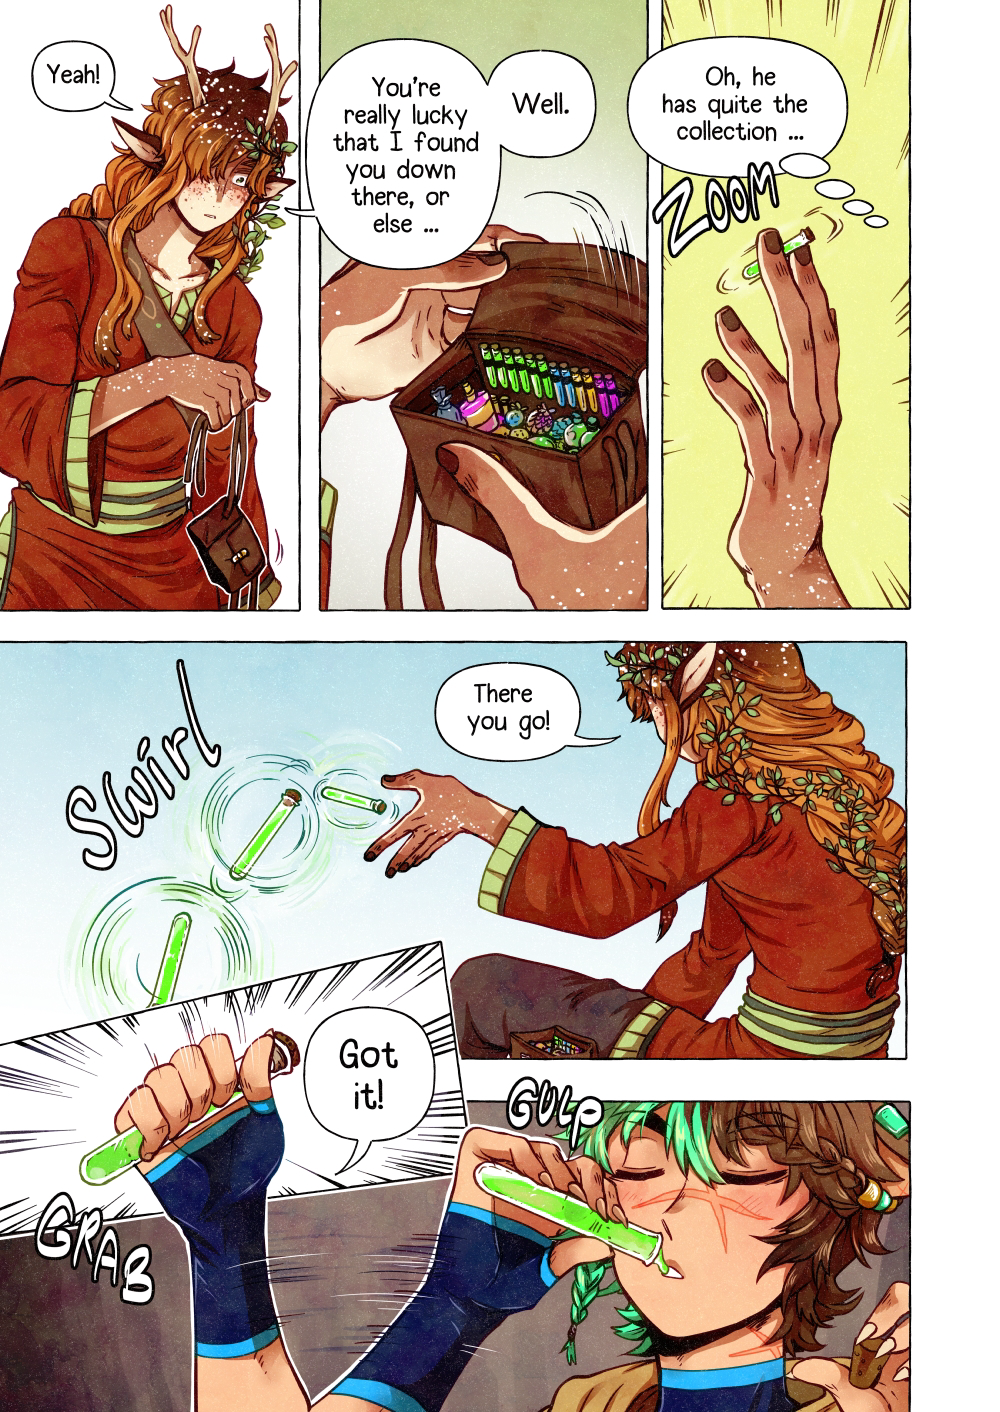 Yeah!
You're
really lucky
that I found
you down
there, or
else ...
Well.
Oh, he
has quite the
collection ...
ZOOM
There
you go!
Swirl
Got
it!
GRAB
GULP